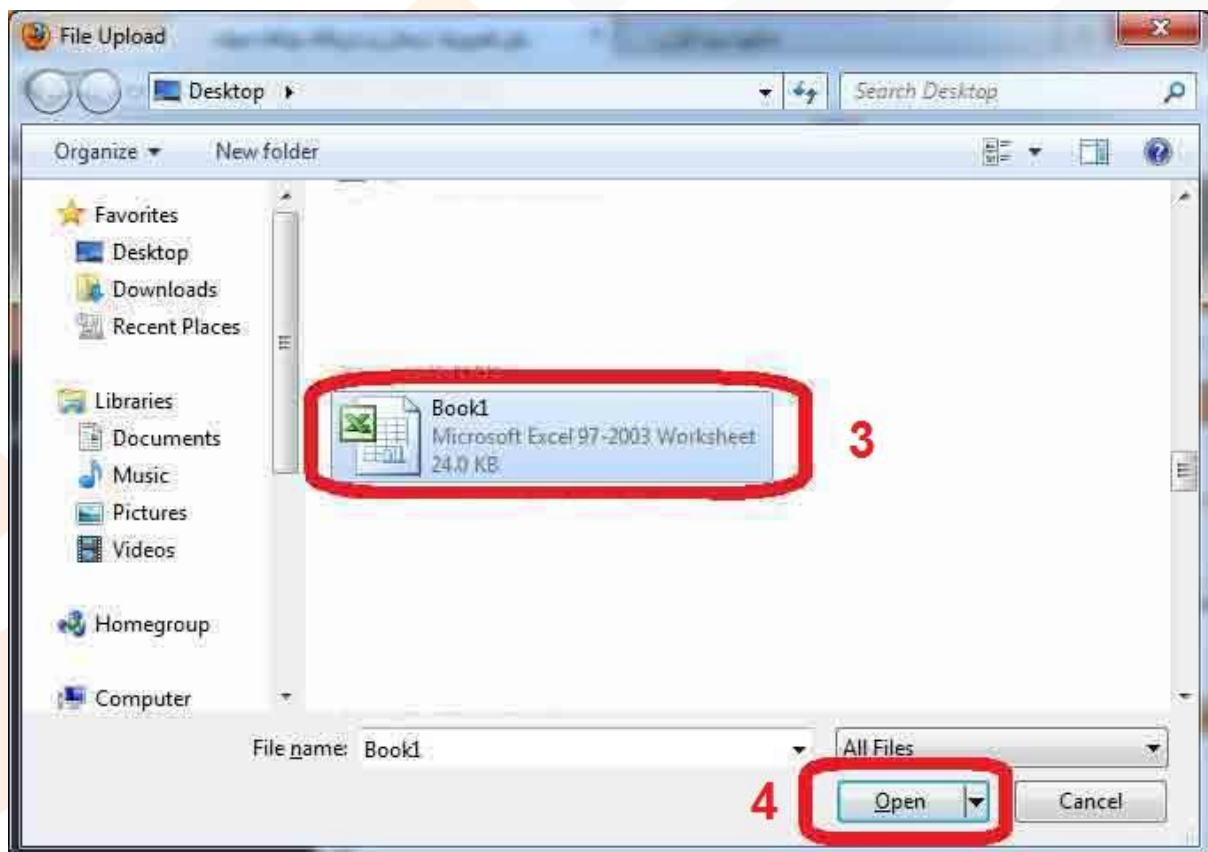 File Upload
Desktop
Search Desktop
Organize
New folder
Favorites
Desktop
Downloads
Recent Places
Libraries
Documents
Music
Pictures
Videos
Homegroup
Computer
Book1
Microsoft Excel 97-2003 Worksheet
24.0 KB
3
File name: Book1
All Files
4
Open
Cancel